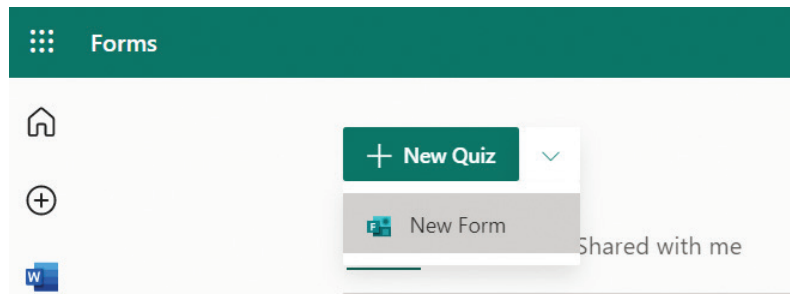 Forms
New Quiz
New Form
Shared with me
W
F